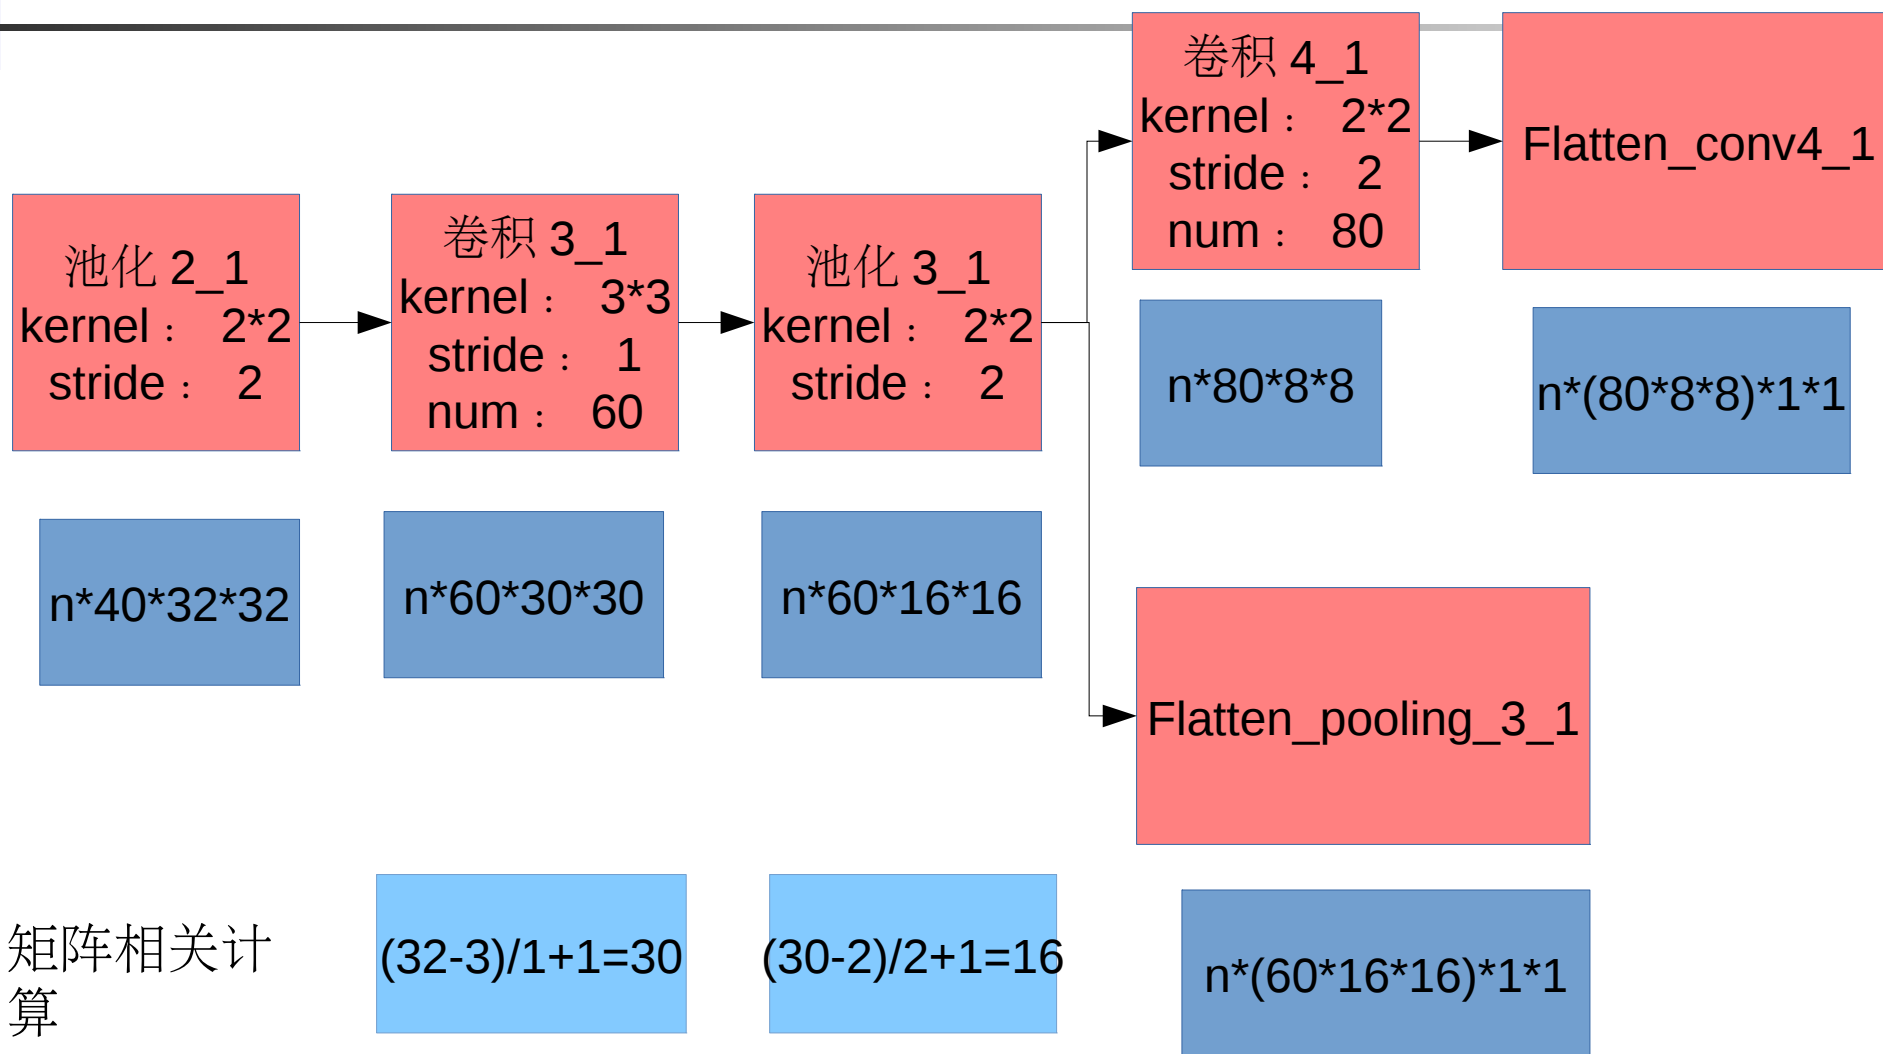 池化 2_1
kernel： 2*2
stride： 2
卷积 3_1
kernel： 3*3
stride： 1
num： 60
池化 3_1
kernel： 2*2
stride： 2
卷积 4_1
kernel： 2*2
stride： 2
num： 80
Flatten_conv4_1
n*80*8*8
n*(80*8*8)*1*1
n*40*32*32
n*60*30*30
n*60*16*16
Flatten_pooling_3_1
矩阵相关计
算
(32-3)/1+1=30
(30-2)/2+1=16
n*(60*16*16)*1*1